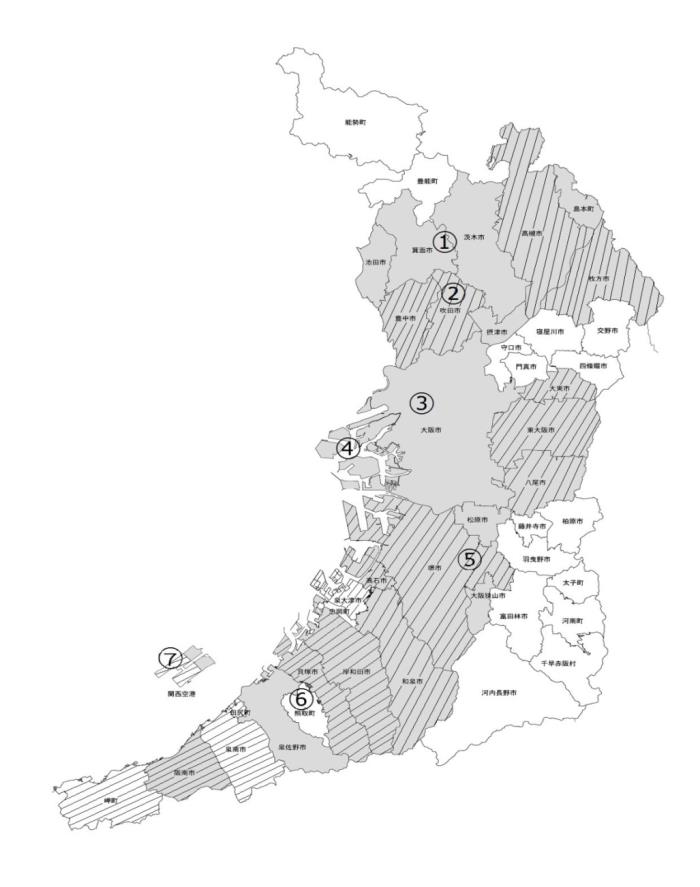 能勢町
豊能町
島本町
①
茨木市
高槻市
箕面市
池田市
枚方市
②
吹田市
豊中市
摂津市
寝屋川市
交野市
守口市
門真市
四條畷市
大東市
③
大阪市
東大阪市
④
八尾市
松原市
藤井寺市
柏原市
⑤
羽曳野市
堺市
高石市
太子町
大阪狭山市
泉大津市
忠岡町
富田林市
河南町
⑦
千早赤阪村
関西空港
貝塚市
岸和田市
和泉市
河内長野市
⑥
熊取町
田尻町
泉佐野市
泉南市
阪南市
岬町